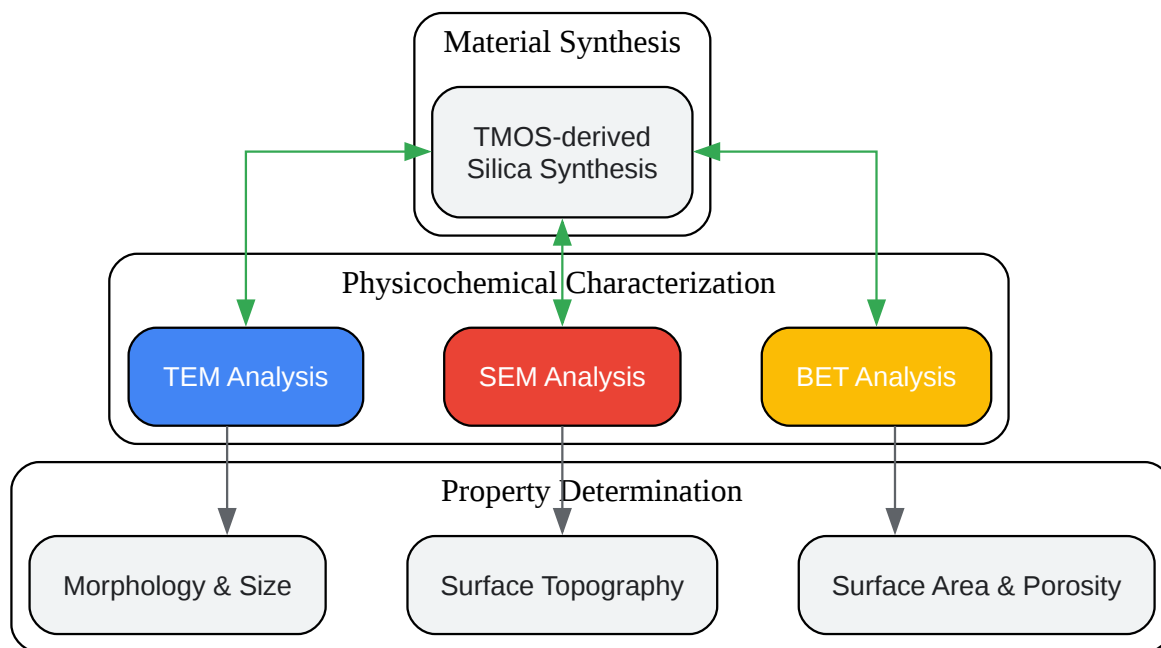 Material Synthesis
TMOS-derived
Silica Synthesis
Physicochemical Characterization
TEM Analysis
SEM Analysis
BET Analysis
Property Determination
Morphology & Size
Surface Topography
Surface Area & Porosity